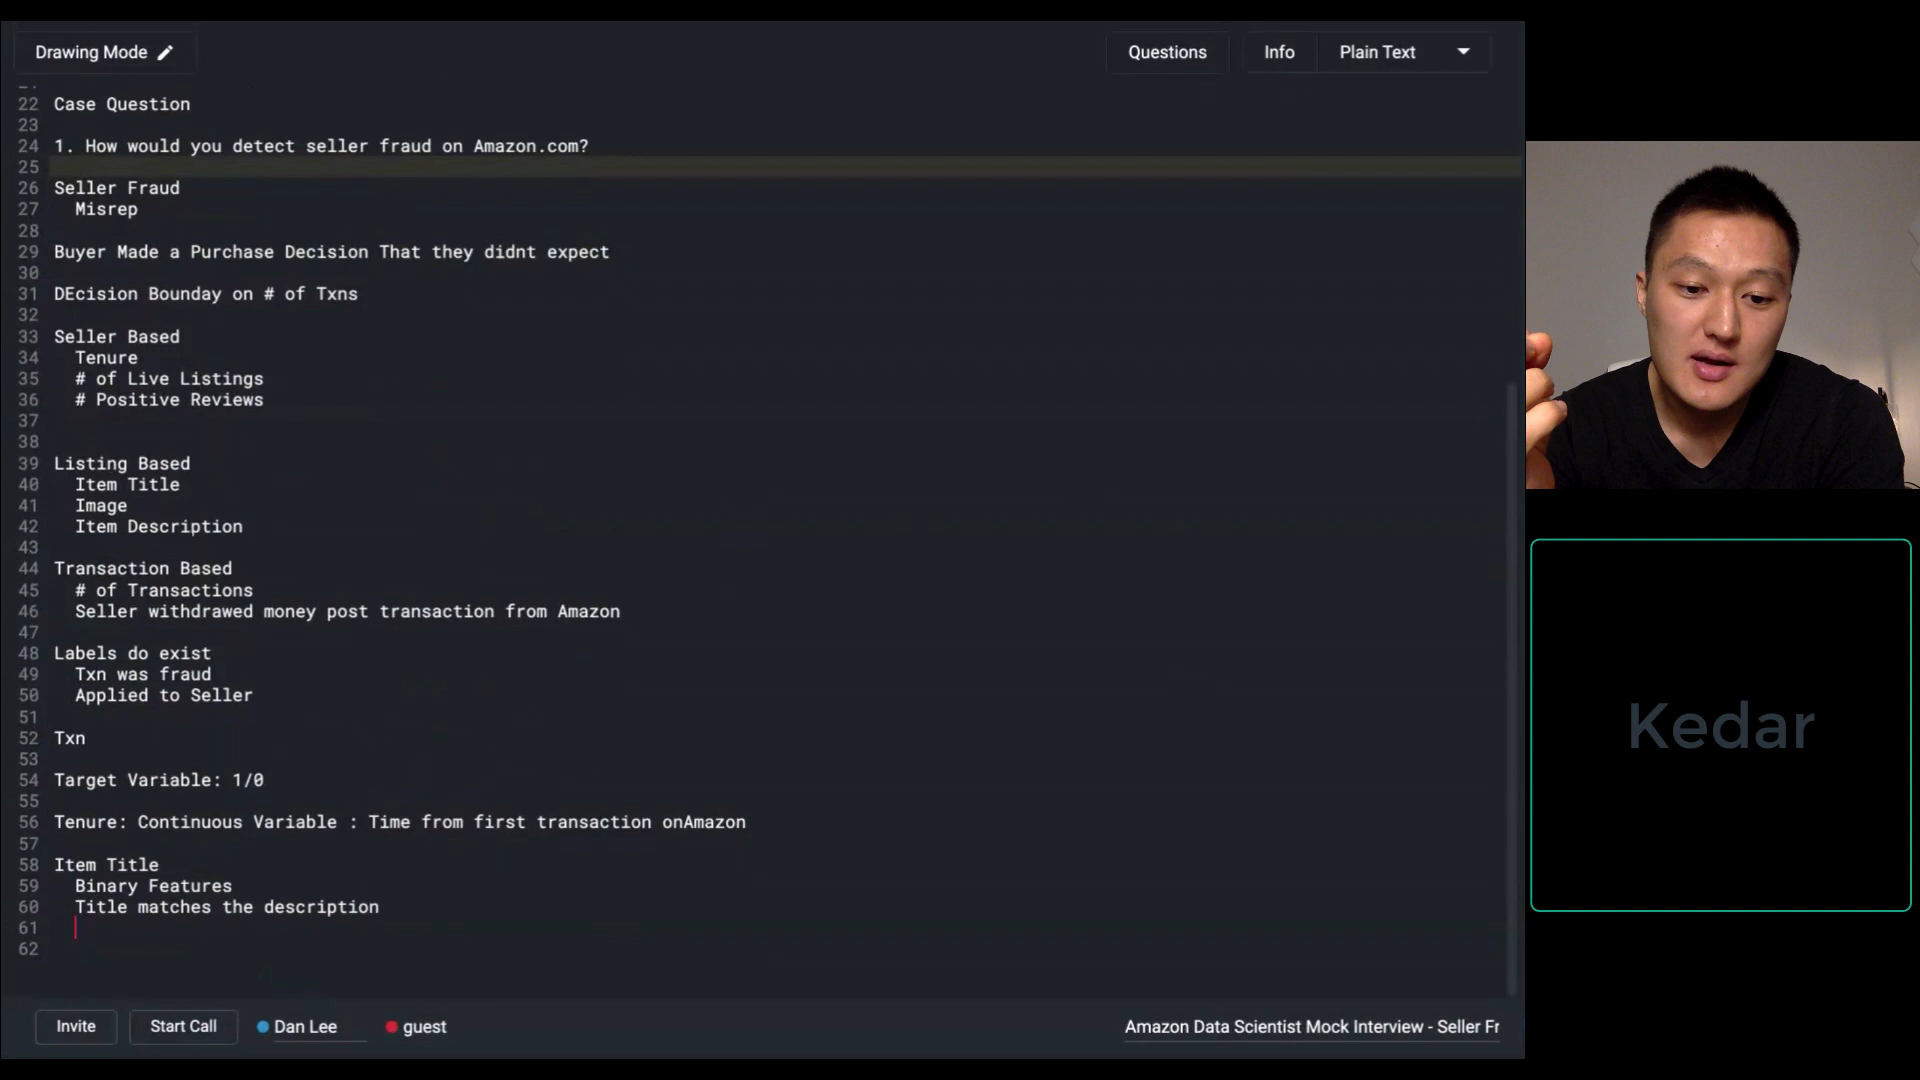 Drawing Mode
Questions
Info
Plain Text
22 Case Question
23
24 1. How would you detect seller fraud on Amazon.com?
25
26 Seller Fraud
27 Misrep
28
29 Buyer Made a Purchase Decision That they didnt expect
30
31 DEcision Bounday on # of Txns
32
33 Seller Based
34 Tenure
35 # of Live Listings
36 # Positive Reviews
37
38
39 Listing Based
40 Item Title
41 Image
42 Item Description
43
44 Transaction Based
45 # of Transactions
46 Seller withdrawed money post transaction from Amazon
47
48 Labels do exist
49 Txn was fraud
50 Applied to Seller
51
52 Txn
53
54 Target Variable: 1/0
55
56 Tenure: Continuous Variable : Time from first transaction onAmazon
57
58 Item Title
59 Binary Features
60 Title matches the description
61
62
Invite
Start Call
Dan Lee
guest
Amazon Data Scientist Mock Interview - Seller Fr
Kedar